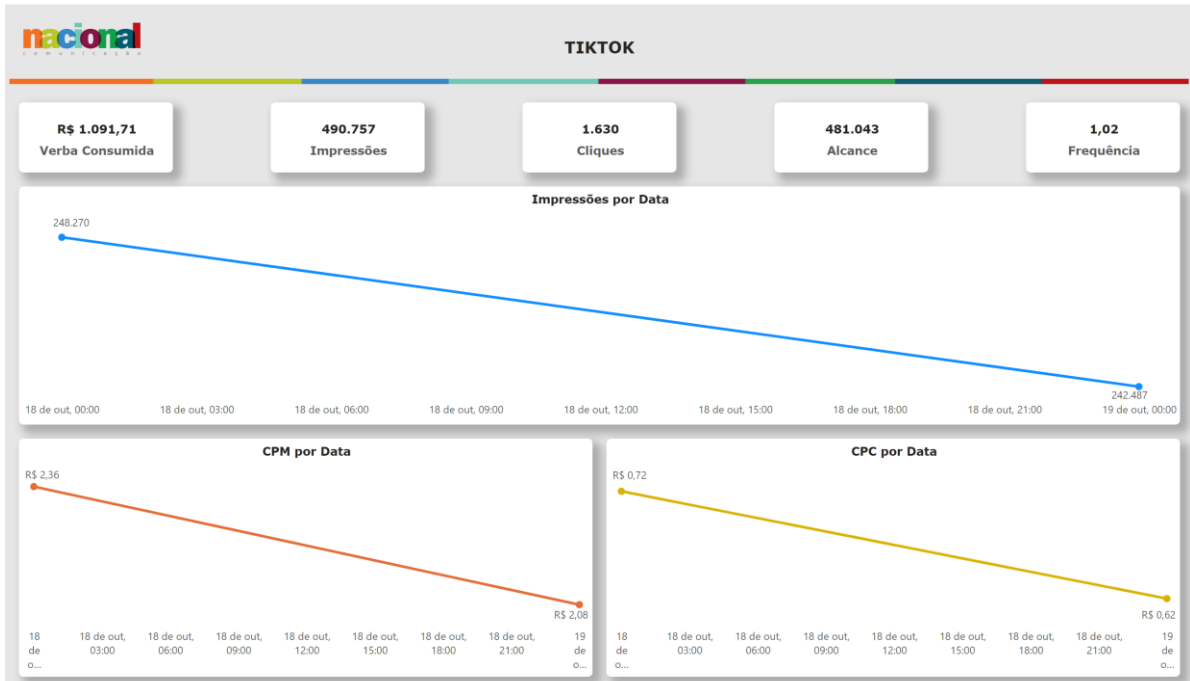 nacional
comunicação
TIKTOK
R$ 1.091,71
Verba Consumida
490.757
Impressões
1.630
Cliques
481.043
Alcance
1,02
Frequência
Impressões por Data
248.270
242.487
18 de out, 00:00 18 de out, 03:00 18 de out, 06:00 18 de out, 09:00 18 de out, 12:00 18 de out, 15:00 18 de out, 18:00 18 de out, 21:00 19 de out, 00:00
CPM por Data
R$ 2,36
R$ 2,08
18 18 de out, 18 de out, 18 de out, 18 de out, 18 de out, 18 de out, 18 de out, 19
de 03:00 06:00 09:00 12:00 15:00 18:00 21:00 de
o... o...
CPC por Data
R$ 0,72
R$ 0,62
18 18 de out, 18 de out, 18 de out, 18 de out, 18 de out, 18 de out, 18 de out, 19
de 03:00 06:00 09:00 12:00 15:00 18:00 21:00 de
o... o...